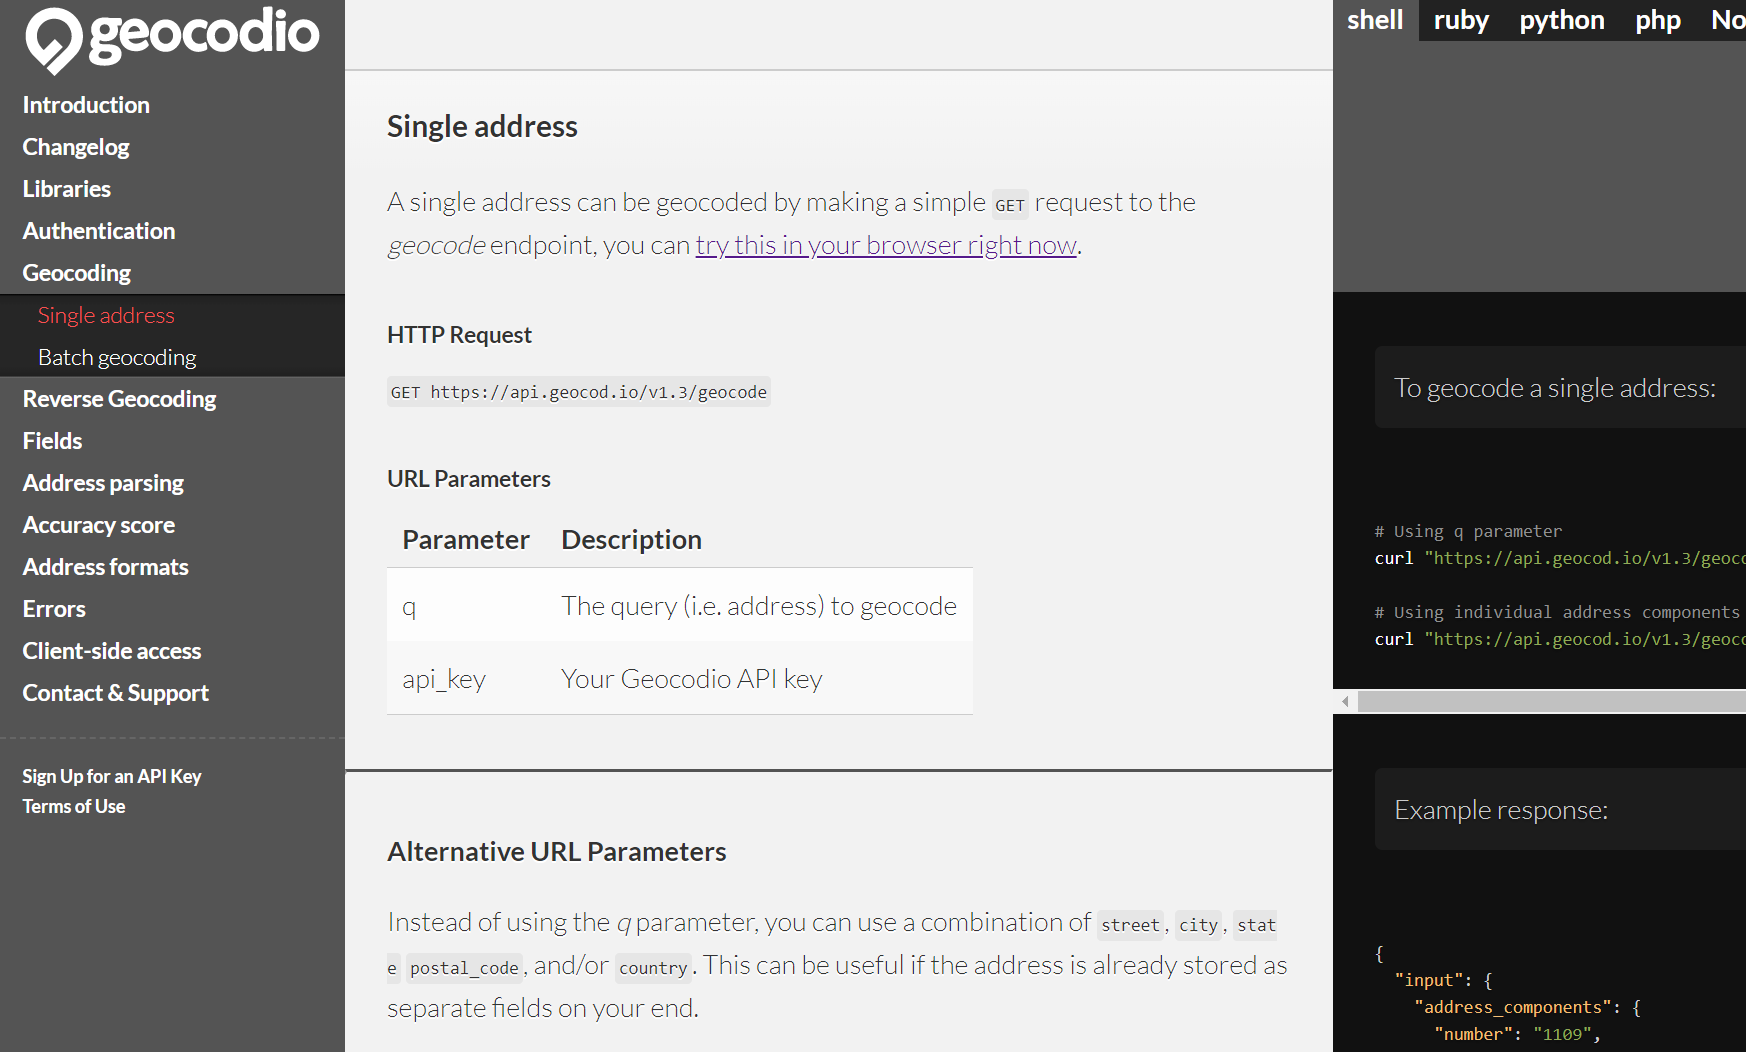 geocodio
Introduction
Changelog
Libraries
Authentication
Geocoding
Single address
Batch geocoding
Reverse Geocoding
Fields
Address parsing
Accuracy score
Address formats
Errors
Client-side access
Contact & Support
Sign Up for an API Key
Terms of Use
Single address
A single address can be geocoded by making a simple GET request to the
geocode endpoint, you can try this in your browser right now.
HTTP Request
GET https://api.geocod.io/v1.3/geocode
URL Parameters
Parameter Description
q The query (i.e. address) to geocode
api_key Your Geocodio API key
Alternative URL Parameters
Instead of using the q parameter, you can use a combination of street, city, stat
e postal_code, and/or country. This can be useful if the address is already stored as
separate fields on your end.
shell ruby python php No
To geocode a single address:
# Using q parameter
curl "https://api.geocod.io/v1.3/geoc
# Using individual address components
curl "https://api.geocod.io/v1.3/geoc
Example response:
{
"input": {
"address_components": {
"number": "1109",